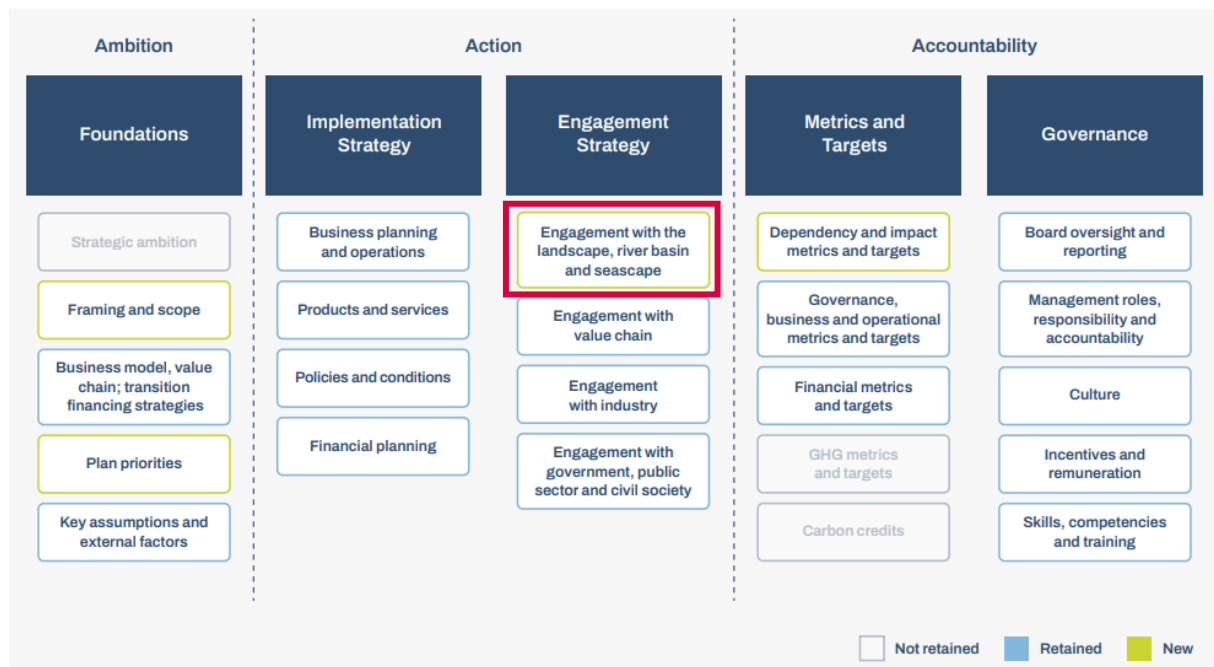 Ambition
Action
Accountability
Foundations
Implementation
Strategy
Engagement
Strategy
Metrics and
Targets
Governance
Strategic ambition
Framing and scope
Business model, value
chain; transition
financing strategies
Plan priorities
Key assumptions and
external factors
Business planning
and operations
Products and services
Policies and conditions
Financial planning
Engagement with the
landscape, river basin
and seascape
Engagement with
value chain
Engagement
with industry
Engagement with
government, public
sector and civil society
Dependency and impact
metrics and targets
Governance,
business and operational
metrics and targets
Financial metrics
and targets
GHG metrics
and targets
Carbon credits
Board oversight and
reporting
Management roles,
responsibility and
accountability
Culture
Incentives and
remuneration
Skills, competencies
and training
Not retained
Retained
New